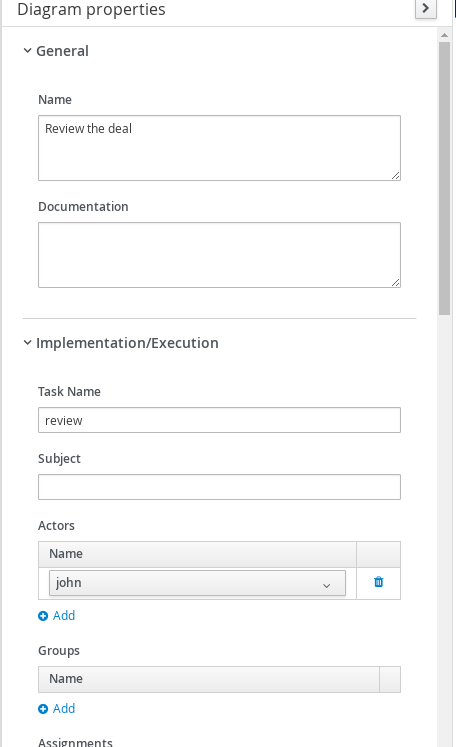 Diagram properties
General
Name
Review the deal
Documentation
Implementation/Execution
Task Name
review
Subject
Actors
Name
john
Add
Groups
Name
Add
Assignments